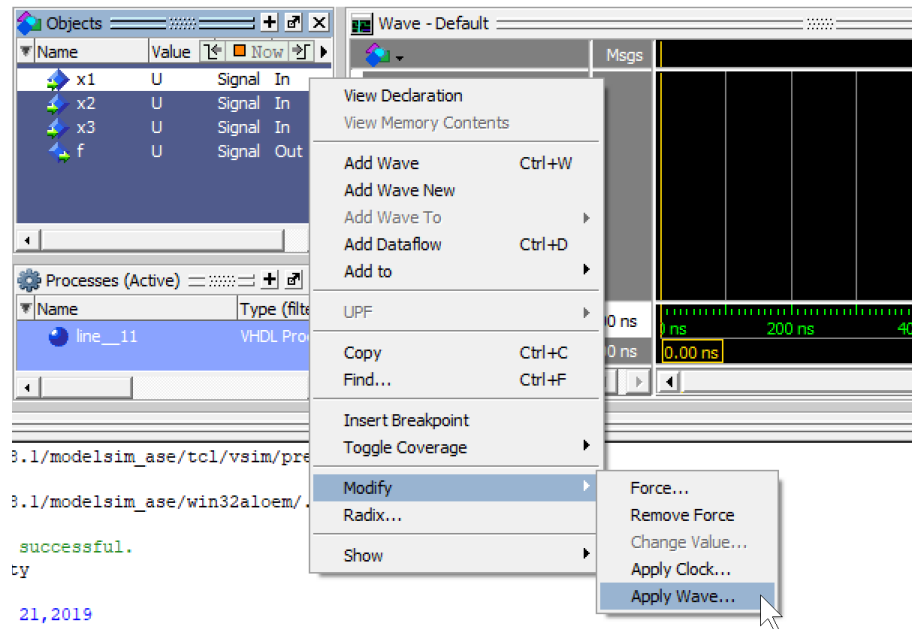 Objects
Name Value Now
x1 U Signal In
x2 U Signal In
x3 U Signal In
f U Signal Out
Processes (Active)
Name Type (filte
line__11 VHDL Pro
Wave - Default
Msgs
0 ns
0 ns
0 ns 200 ns 40
0.00 ns
View Declaration
View Memory Contents
Add Wave Ctrl+W
Add Wave New
Add Wave To
Add Dataflow Ctrl+D
Add to
UPF
Copy Ctrl+C
Find... Ctrl+F
Insert Breakpoint
Toggle Coverage
Modify
Radix...
Show
Force...
Remove Force
Change Value...
Apply Clock...
Apply Wave...
8.1/modelsim_ase/tcl/vsim/pre
8.1/modelsim_ase/win32aloem/.
successful.
ty
21,2019